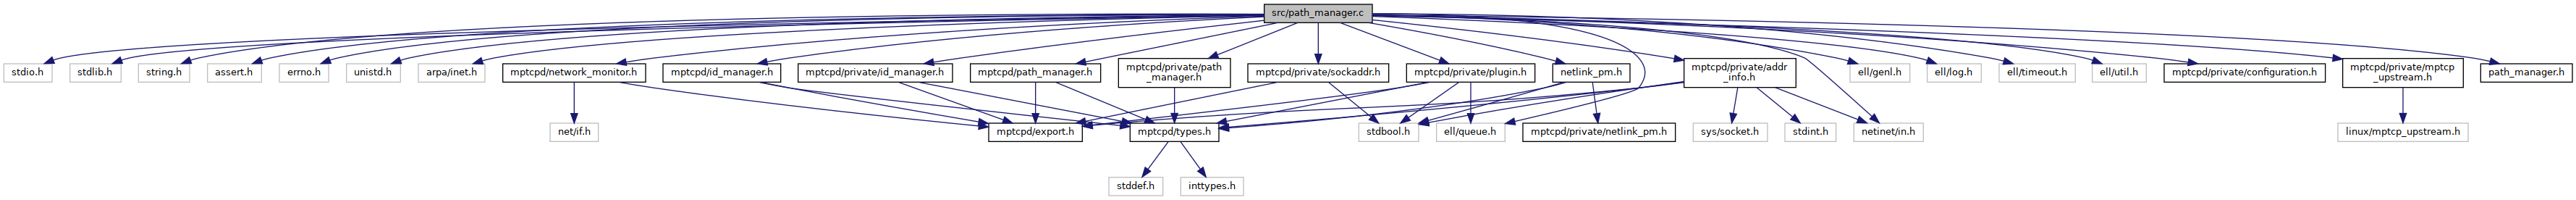 src/path_manager.c
stdio.h
stdlib.h
string.h
assert.h
errno.h
unistd.h
arpa/inet.h
mptcpd/network_monitor.h
mptcpd/id_manager.h
mptcpd/private/id_manager.h
mptcpd/path_manager.h
mptcpd/private/path
_manager.h
mptcpd/private/sockaddr.h
mptcpd/private/plugin.h
netlink_pm.h
mptcpd/private/addr
_info.h
ell/genl.h
ell/log.h
ell/timeout.h
ell/util.h
mptcpd/private/configuration.h
mptcpd/private/mptcp
_upstream.h
path_manager.h
net/if.h
mptcpd/export.h
mptcpd/types.h
stdbool.h
ell/queue.h
mptcpd/private/netlink_pm.h
sys/socket.h
stdint.h
netinet/in.h
linux/mptcp_upstream.h
stddef.h
inttypes.h